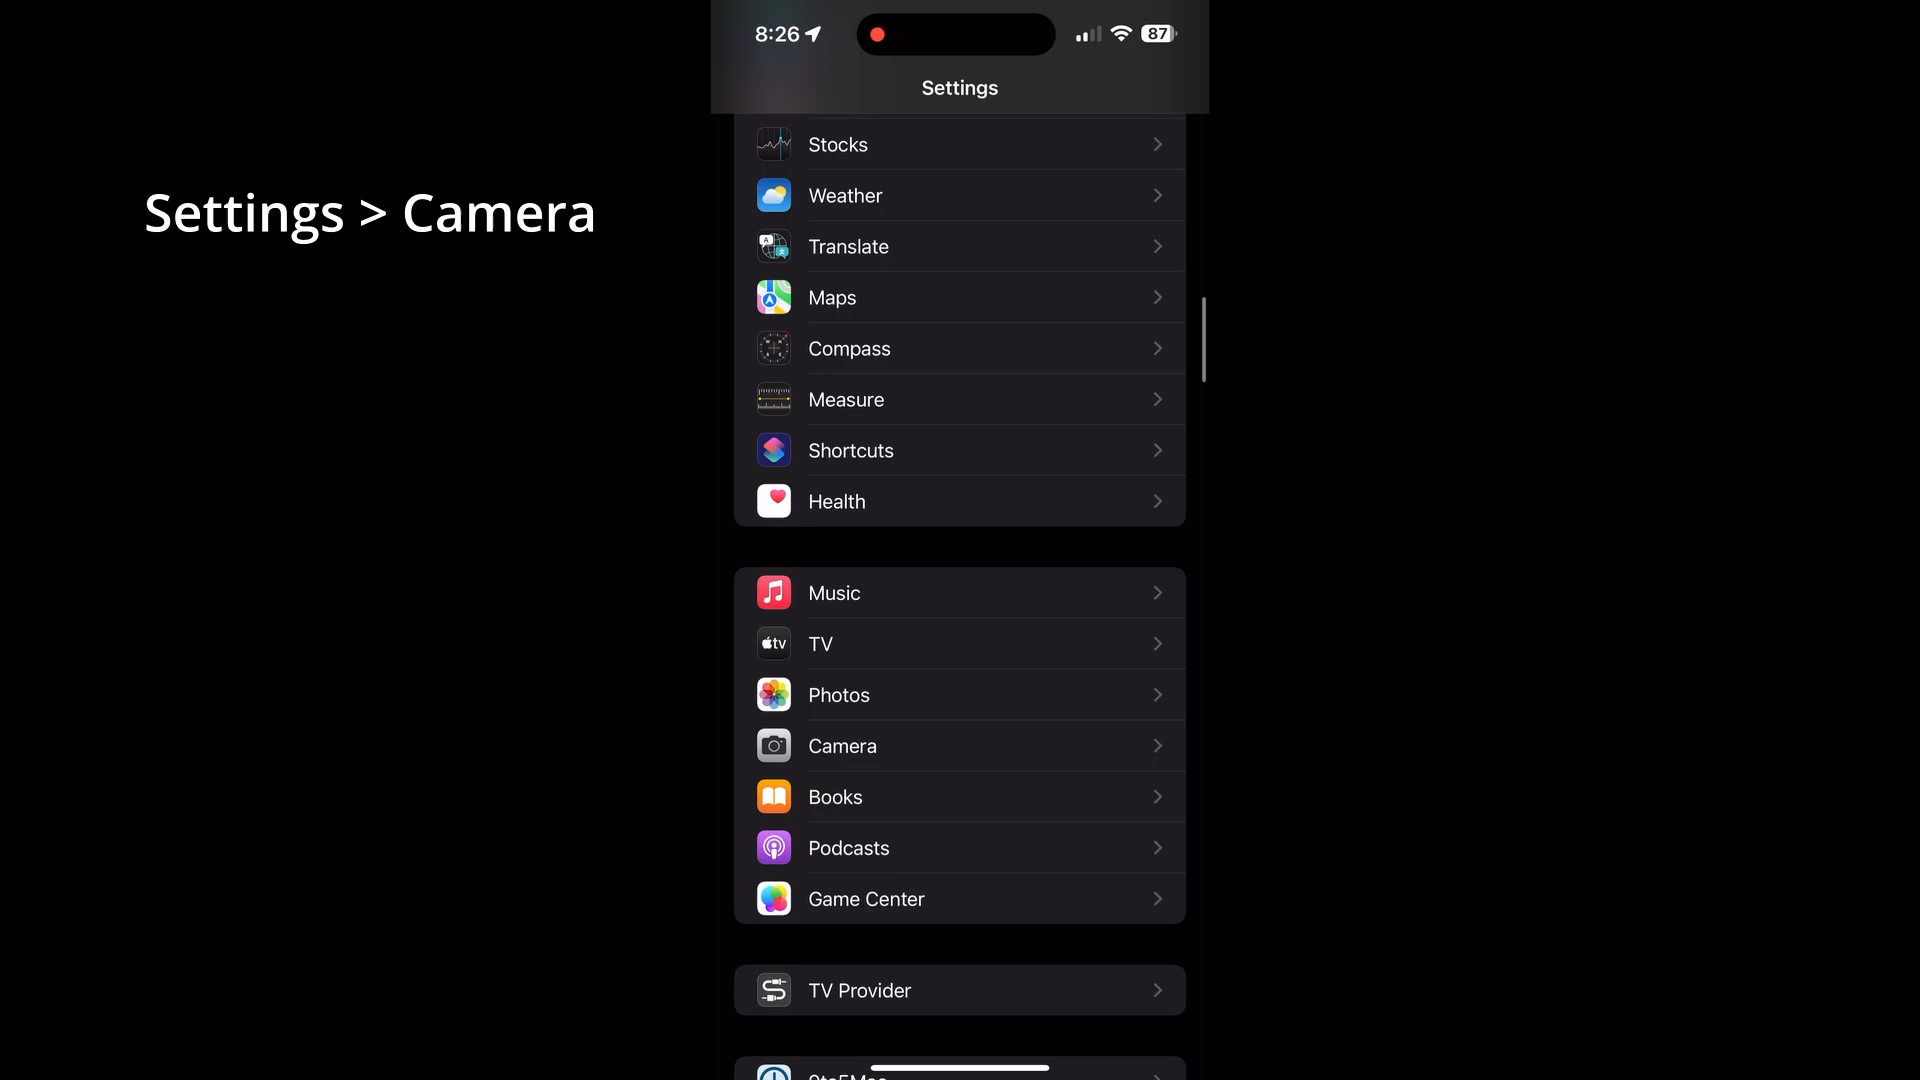 8:26
87
Settings
Settings > Camera
Stocks
Weather
Translate
Maps
Compass
Measure
Shortcuts
Health
Music
tv
TV
Photos
Camera
Books
Podcasts
Game Center
TV Provider